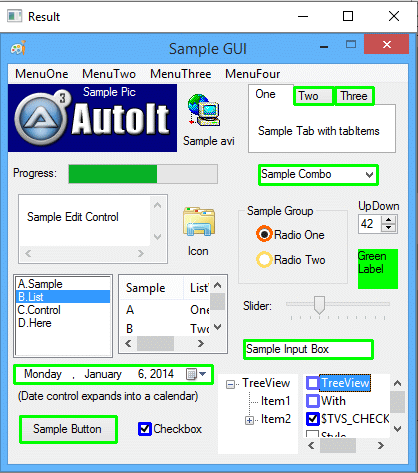 Result
Sample GUI
MenuOne MenuTwo MenuThree MenuFour
Sample Pic
3
AutoIt
Sample avi
One Two Three
Sample Tab with tabItems
Progress:
Sample Combo
Sample Edit Control
Icon
Sample Group
Radio One
Radio Two
UpDown
42
Green
Label
A.Sample
B.List
C.Control
D.Here
Sample List
A One
B Two
Slider:
Sample Input Box
Monday , January 6, 2014
(Date control expands into a calendar)
Sample Button
Checkbox
TreeView
Item1
Item2
TreeView
With
$TVS_CHECK
Style